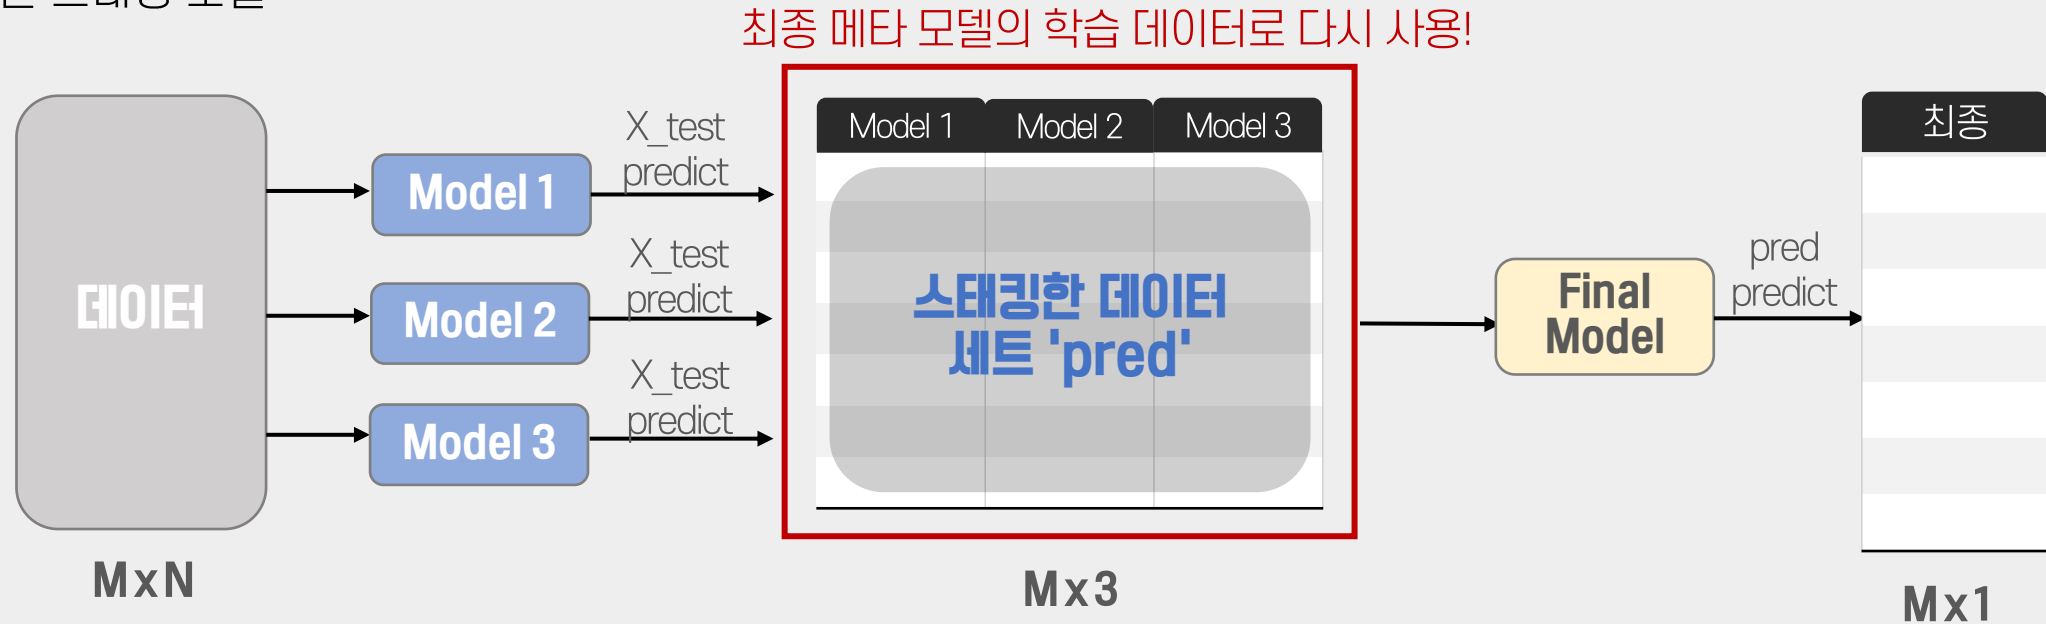 최종 메타 모델의 학습 데이터로 다시 사용!
데이터
MxN
Model 1
Model 2
Model 3
X_test
predict
X_test
predict
X_test
predict
Model 1 Model 2 Model 3
스태킹한 데이터
세트 'pred'
Mx3
Final
Model
pred
predict
최종
Mx1